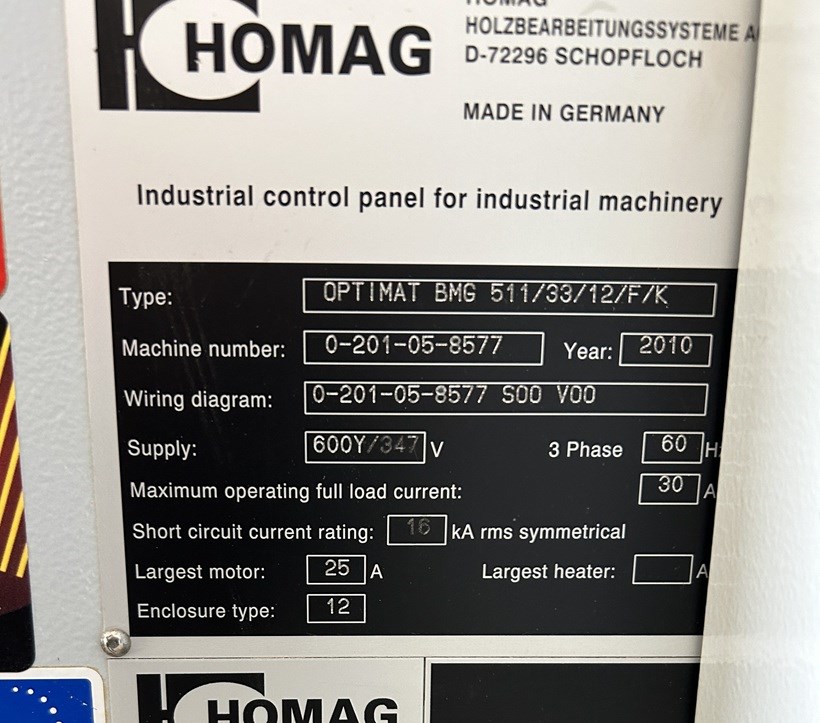 HOMAG
HOMAG
HOLZBEARBEITUNGSSYSTEME A
D-72296 SCHOPFLOCH
MADE IN GERMANY
Industrial control panel for industrial machinery
Type: OPTIMAT BMG 511/33/12/F/K
Machine number: 0-201-05-8577 Year: 2010
Wiring diagram: 0-201-05-8577 S00 V00
Supply: 600Y/347 V 3 Phase 60 H
Maximum operating full load current: 30 A
Short circuit current rating: 16 kA rms symmetrical
Largest motor: 25 A Largest heater: A
Enclosure type: 12
HOMAG